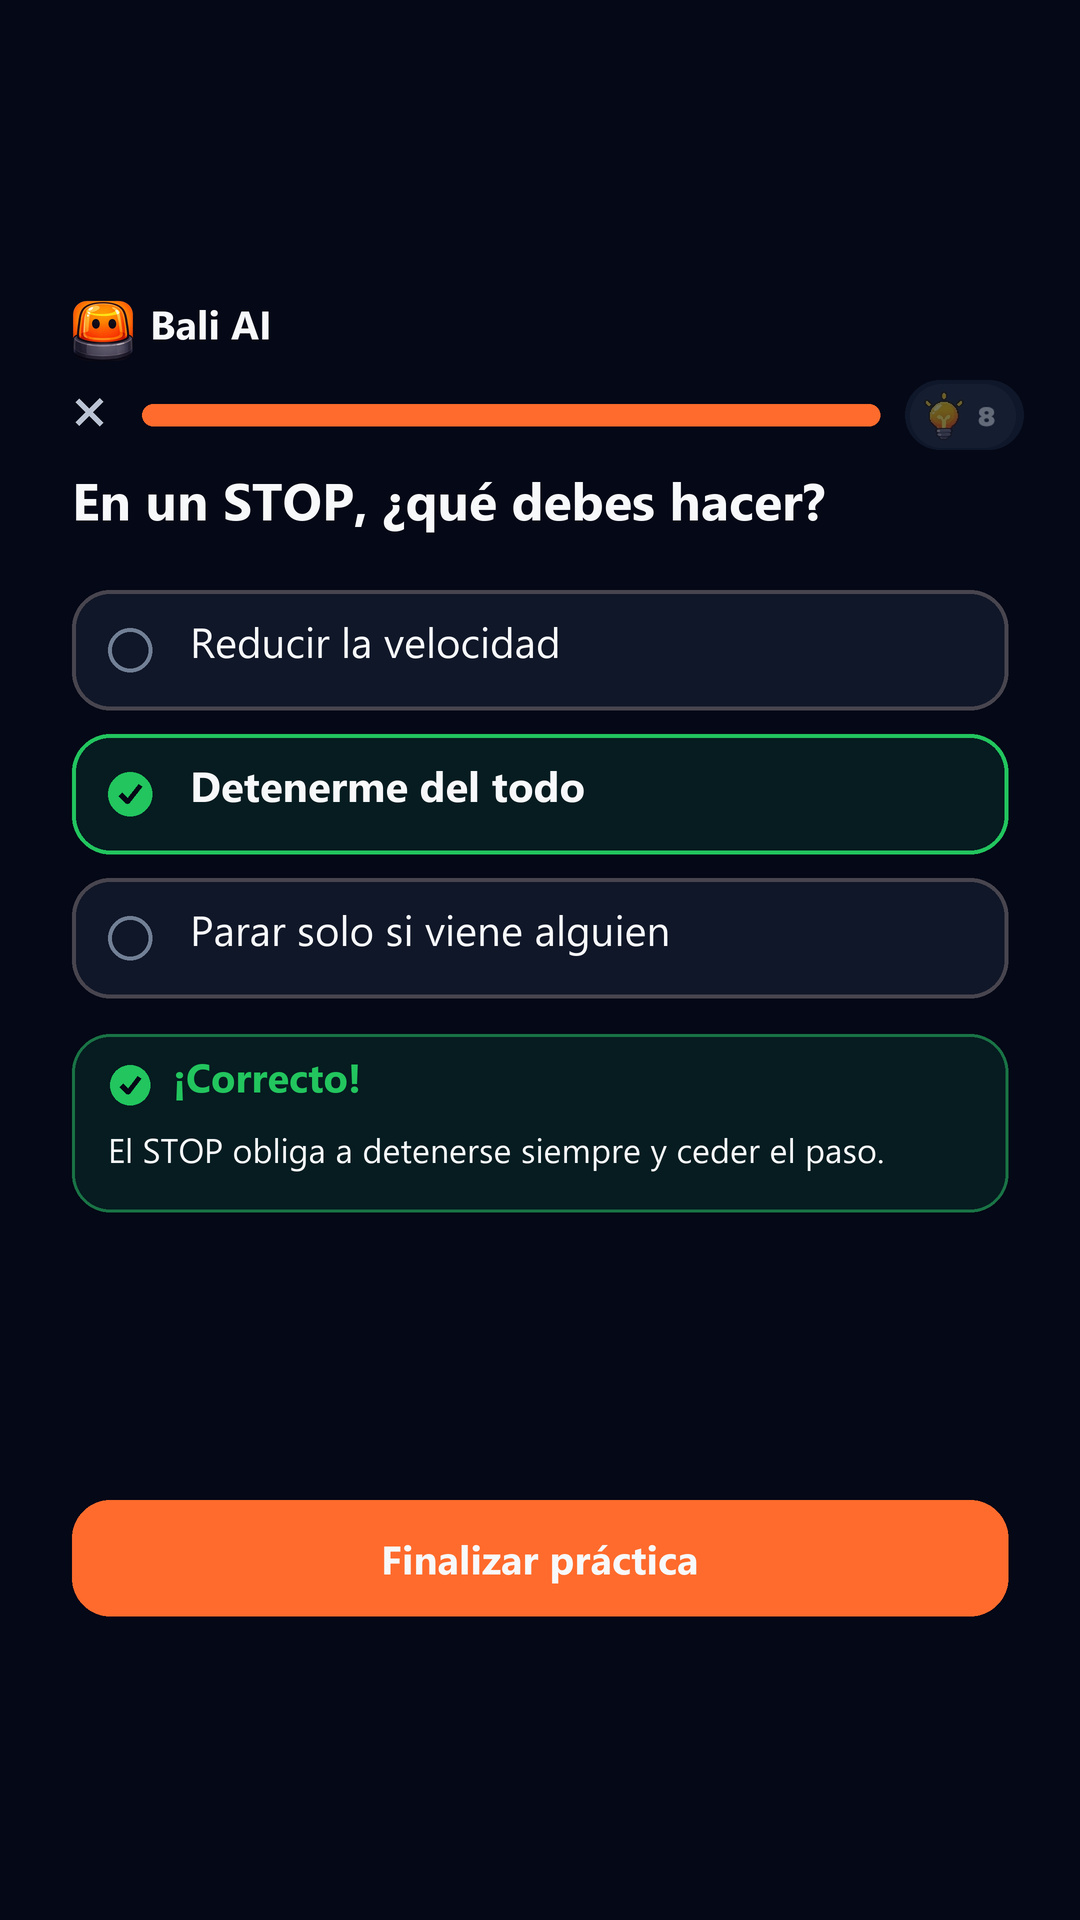 Bali AI
8
En un STOP, ¿qué debes hacer?
Reducir la velocidad
Detenerme del todo
Parar solo si viene alguien
¡Correcto!
El STOP obliga a detenerse siempre y ceder el paso.
Finalizar práctica